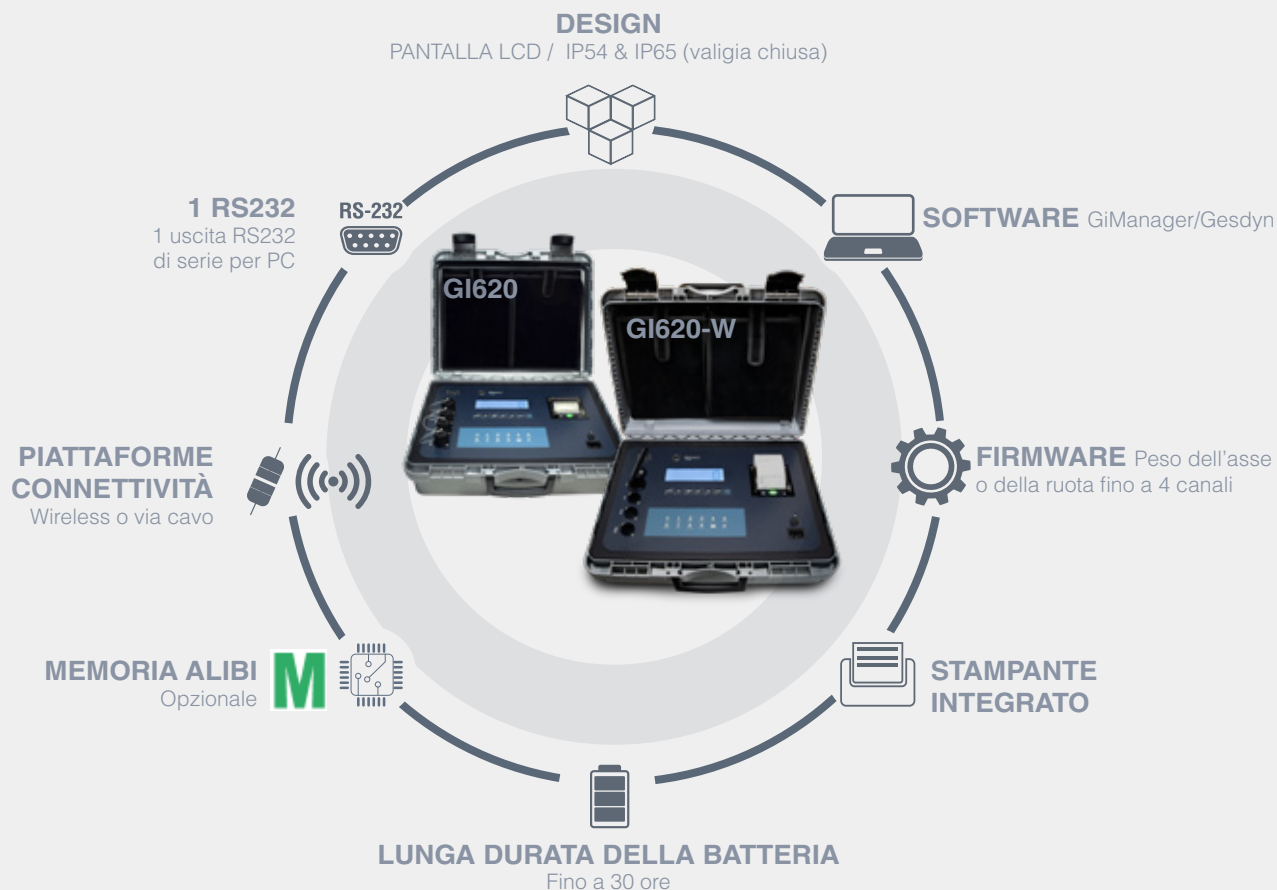 DESIGN
PANTALLA LCD / IP54 & IP65 (valigia chiusa)
1 RS232
1 uscita RS232
di serie per PC
RS-232
SOFTWARE GiManager/Gesdyn
GI620
GI620-W
PIATTAFORME
CONNETTIVITÀ
Wireless o via cavo
FIRMWARE Peso dell'asse
o della ruota fino a 4 canali
MEMORIA ALIBI
Opzionale
M
STAMPANTE
INTEGRATO
LUNGA DURATA DELLA BATTERIA
Fino a 30 ore